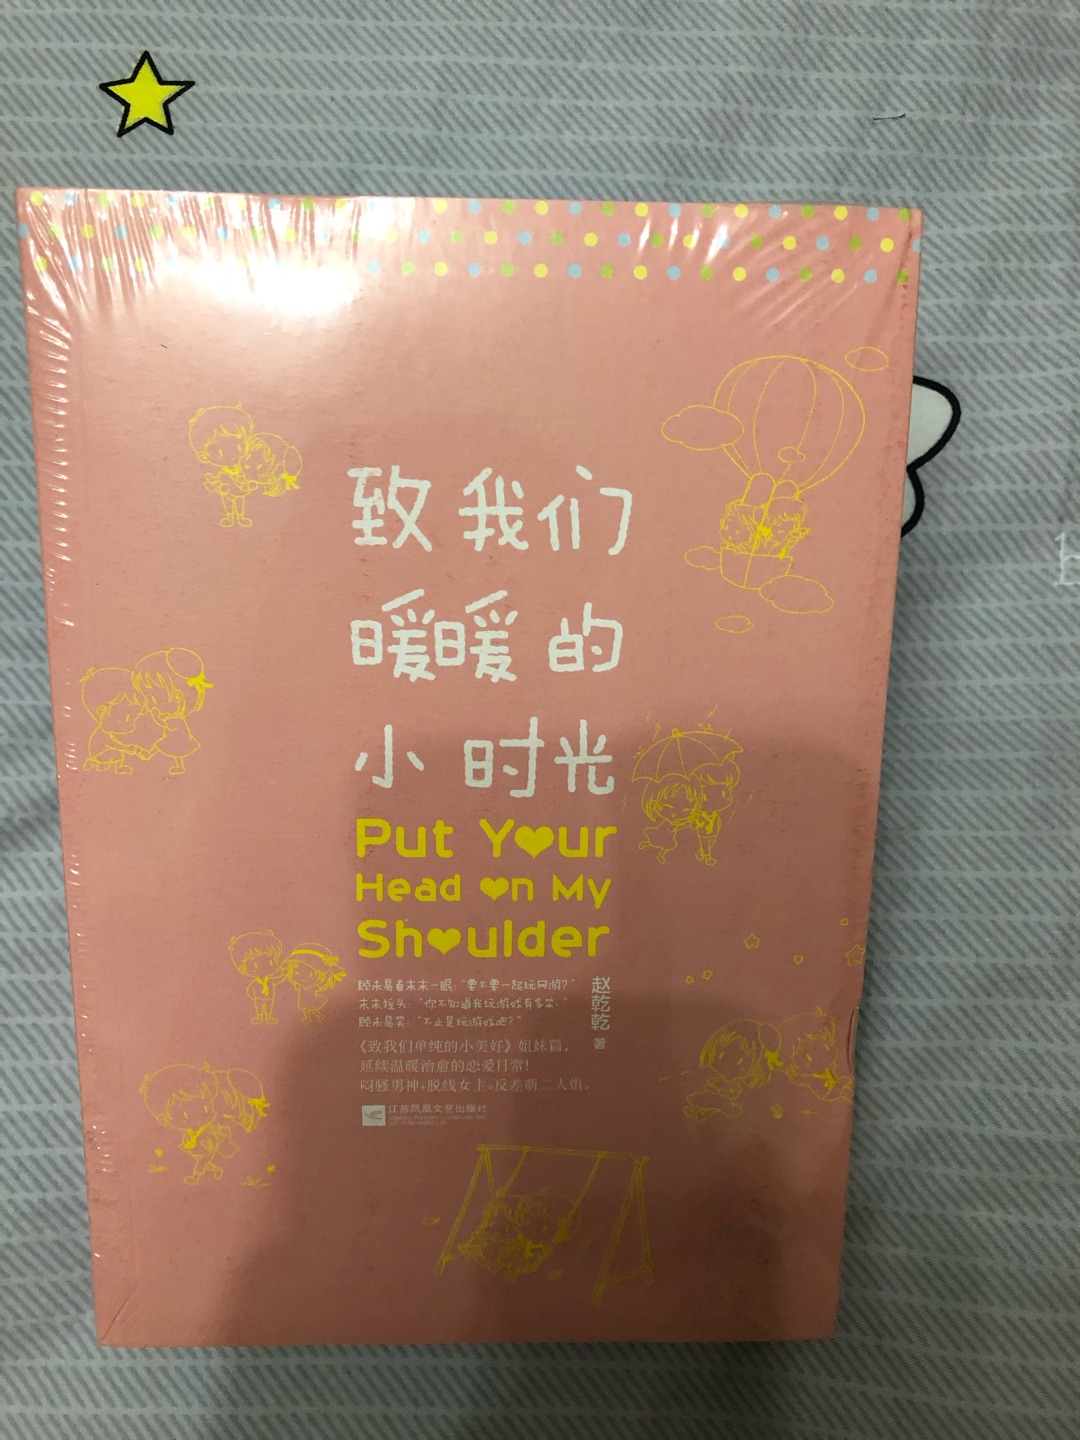 致我们
暖暖的
小时光
Put Your
Head on My
Shoulder
顾未易看末末一眼：“要不要一起玩网游？”
末末摇头：“你不知道我玩游戏有多笨。”
顾未易笑：“不止是玩游戏吧？”
赵乾乾 著
《致我们单纯的小美好》姐妹篇，
延续温暖治愈的恋爱日常！
闷骚男神+脱线女主=反差萌二人组。
江苏凤凰文艺出版社